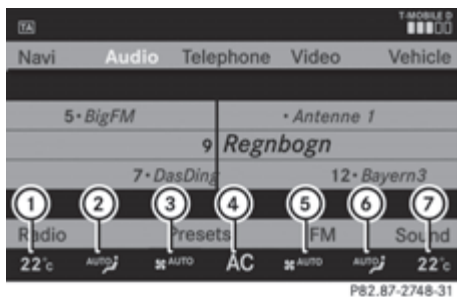 T-MOBILE D
TA
Navi Audio Telephone Video Vehicle
5 • BigFM • Antenne 1
9 Regnbogn
7 • DasDing 12 • Bayern3
1 2 3 4 5 6 7
Radio Presets FM Sound
22°c AUTO AUTO AC AUTO AUTO 22°c
P82.87-2748-31